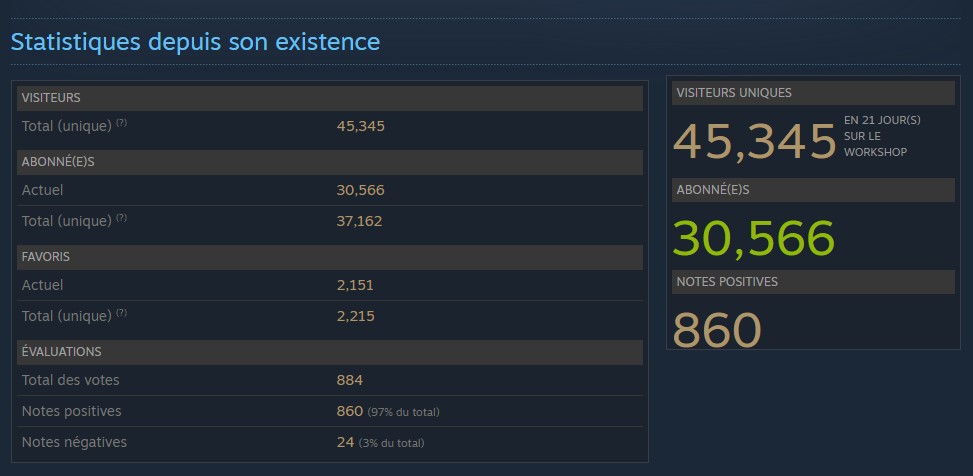 Statistiques depuis son existence
VISITEURS
Total (unique) (?) 45,345
ABONNÉ(E)S
Actuel 30,566
Total (unique) (?) 37,162
FAVORIS
Actuel 2,151
Total (unique) (?) 2,215
ÉVALUATIONS
Total des votes 884
Notes positives 860 (97% du total)
Notes négatives 24 (3% du total)
VISITEURS UNIQUES
45,345
EN 21 JOUR(S)
SUR LE
WORKSHOP
ABONNÉ(E)S
30,566
NOTES POSITIVES
860